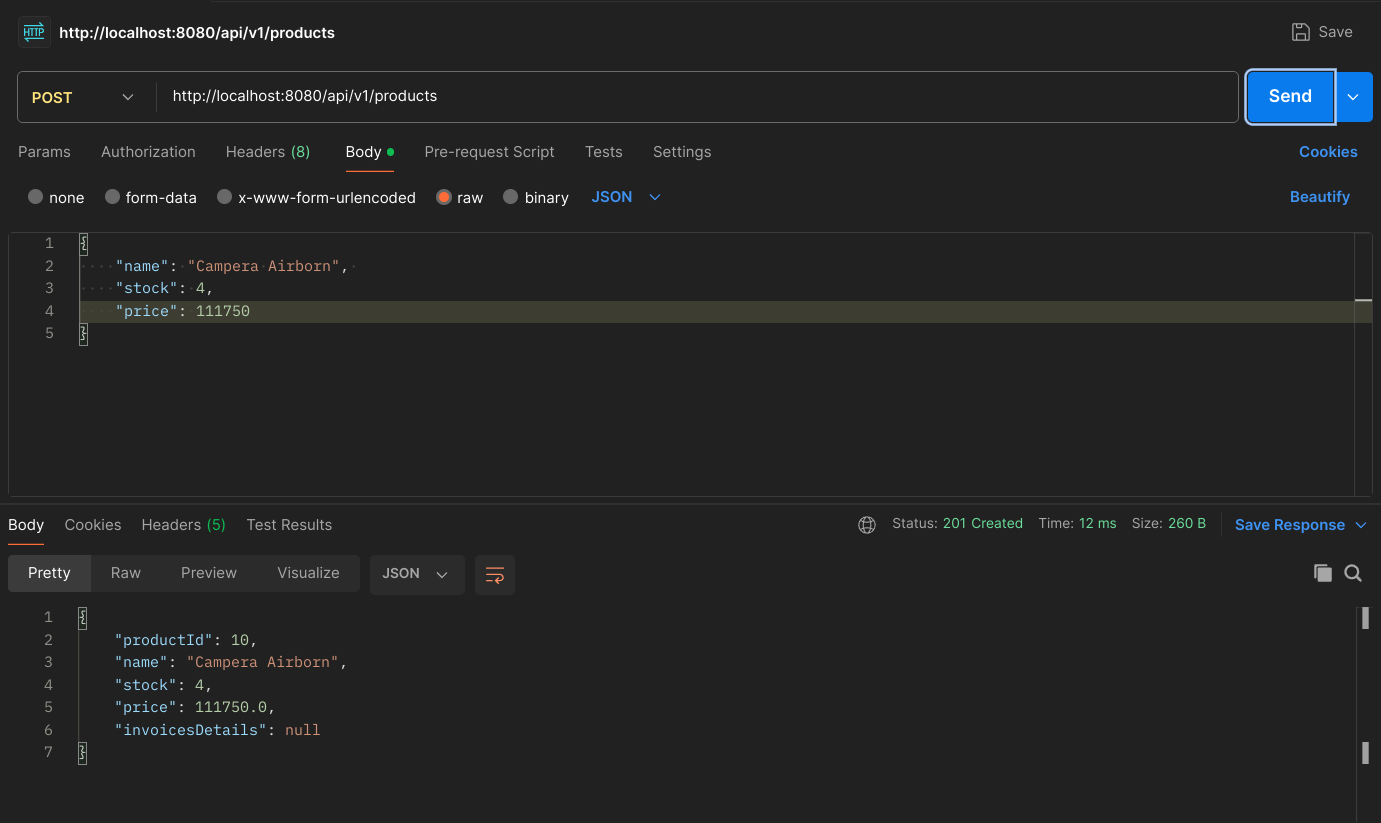 HTTP http://localhost:8080/api/v1/products Save
POST http://localhost:8080/api/v1/products Send
Params Authorization Headers (8) Body Pre-request Script Tests Settings Cookies
none form-data x-www-form-urlencoded raw binary JSON Beautify
1 {
2 ····"name":·"Campera·Airborn",·
3 ····"stock":·4,
4 ····"price": 111750
5 }
Body Cookies Headers (5) Test Results Status: 201 Created Time: 12 ms Size: 260 B Save Response
Pretty Raw Preview Visualize JSON
1 {
2 "productId": 10,
3 "name": "Campera Airborn",
4 "stock": 4,
5 "price": 111750.0,
6 "invoicesDetails": null
7 }